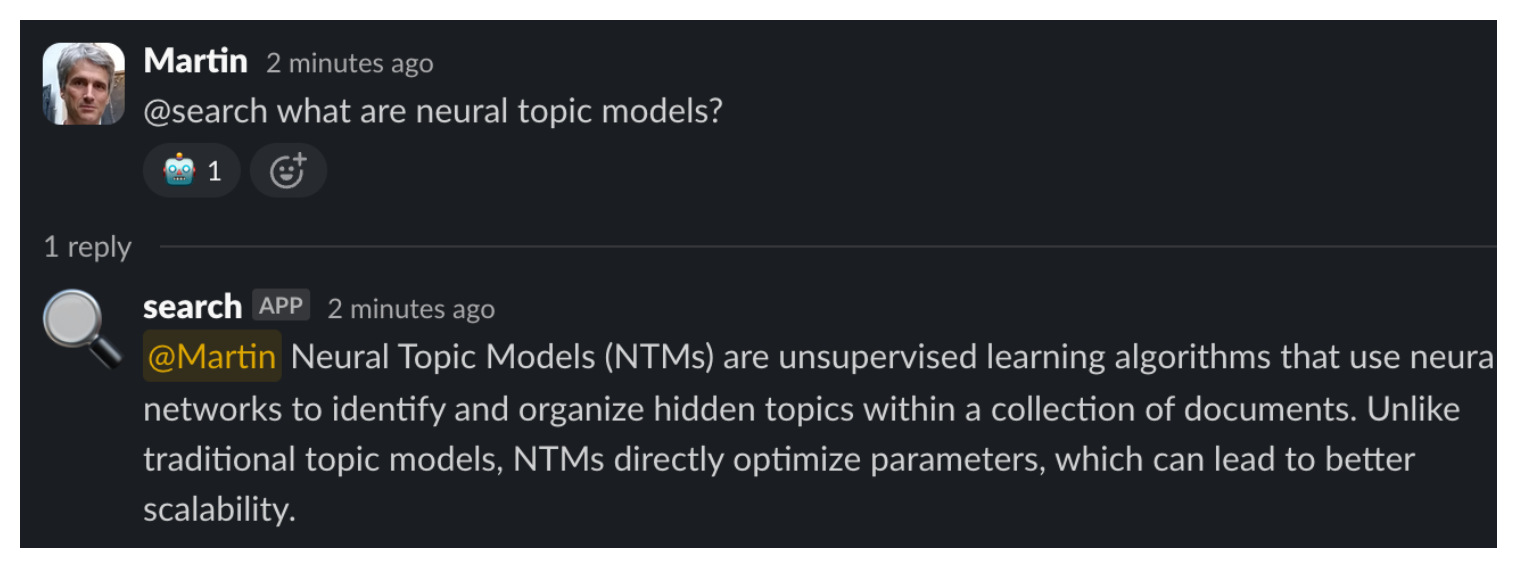 Martin 2 minutes ago
@search what are neural topic models?
1
1 reply
search APP 2 minutes ago
@Martin Neural Topic Models (NTMs) are unsupervised learning algorithms that use neura
networks to identify and organize hidden topics within a collection of documents. Unlike
traditional topic models, NTMs directly optimize parameters, which can lead to better
scalability.